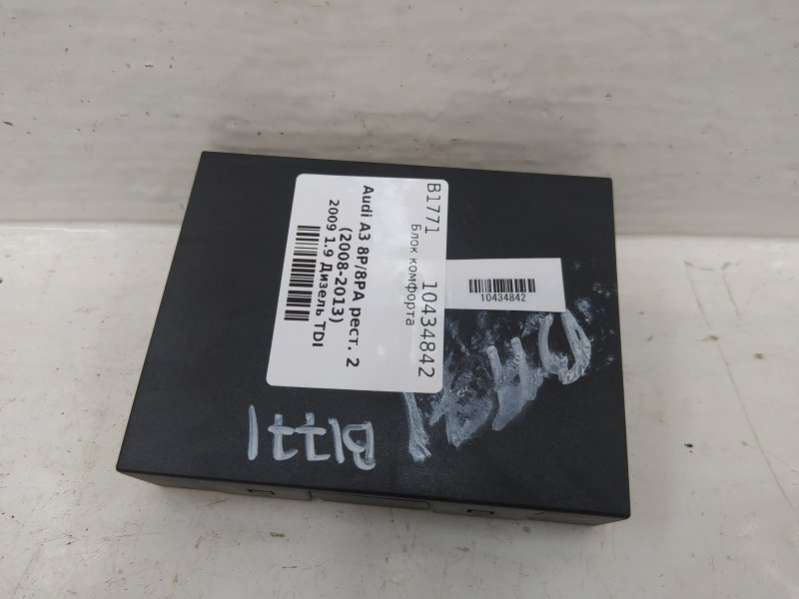 B1771 10434842
Блок комфорта
Audi A3 8P/8PA рест. 2
(2008-2013)
2009 1.9 Дизель TDI
10434842
B1771